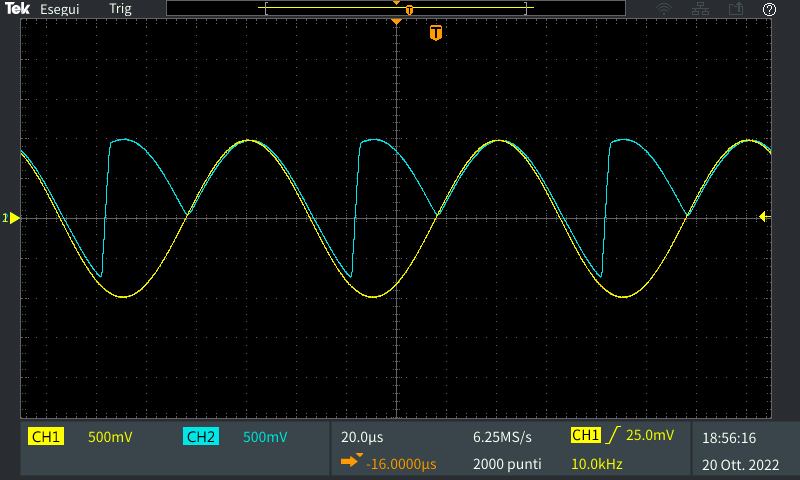 Tek Esegui Trig
T
?
T
1
CH1 500mV CH2 500mV 20.0µs 6.25MS/s CH1 25.0mV 18:56:16
-16.0000µs 2000 punti 10.0kHz 20 Ott. 2022